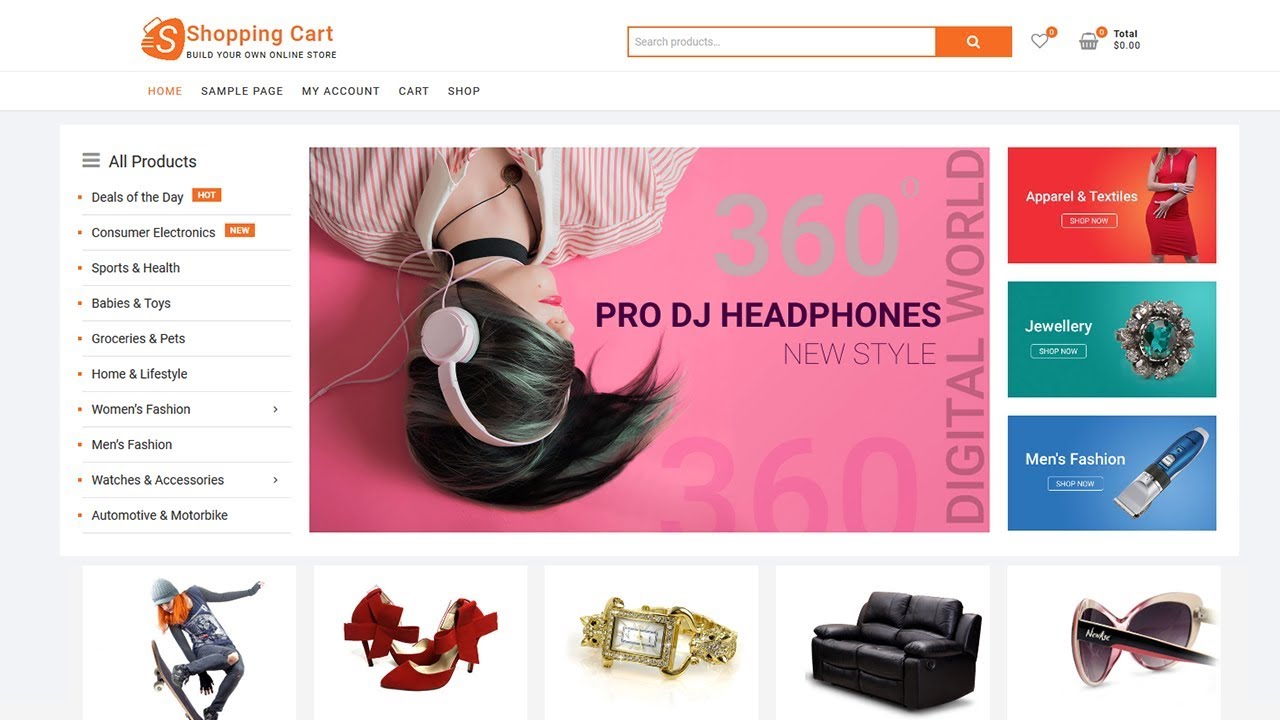 Shopping Cart
BUILD YOUR OWN ONLINE STORE
Search products…
0
0
Total
$0.00
HOME SAMPLE PAGE MY ACCOUNT CART SHOP
All Products
Deals of the Day HOT
Consumer Electronics NEW
Sports & Health
Babies & Toys
Groceries & Pets
Home & Lifestyle
Women’s Fashion
Men’s Fashion
Watches & Accessories
Automotive & Motorbike
360°
PRO DJ HEADPHONES
NEW STYLE
360
DIGITAL WORLD
Apparel & Textiles
SHOP NOW
Jewellery
SHOP NOW
Men's Fashion
SHOP NOW